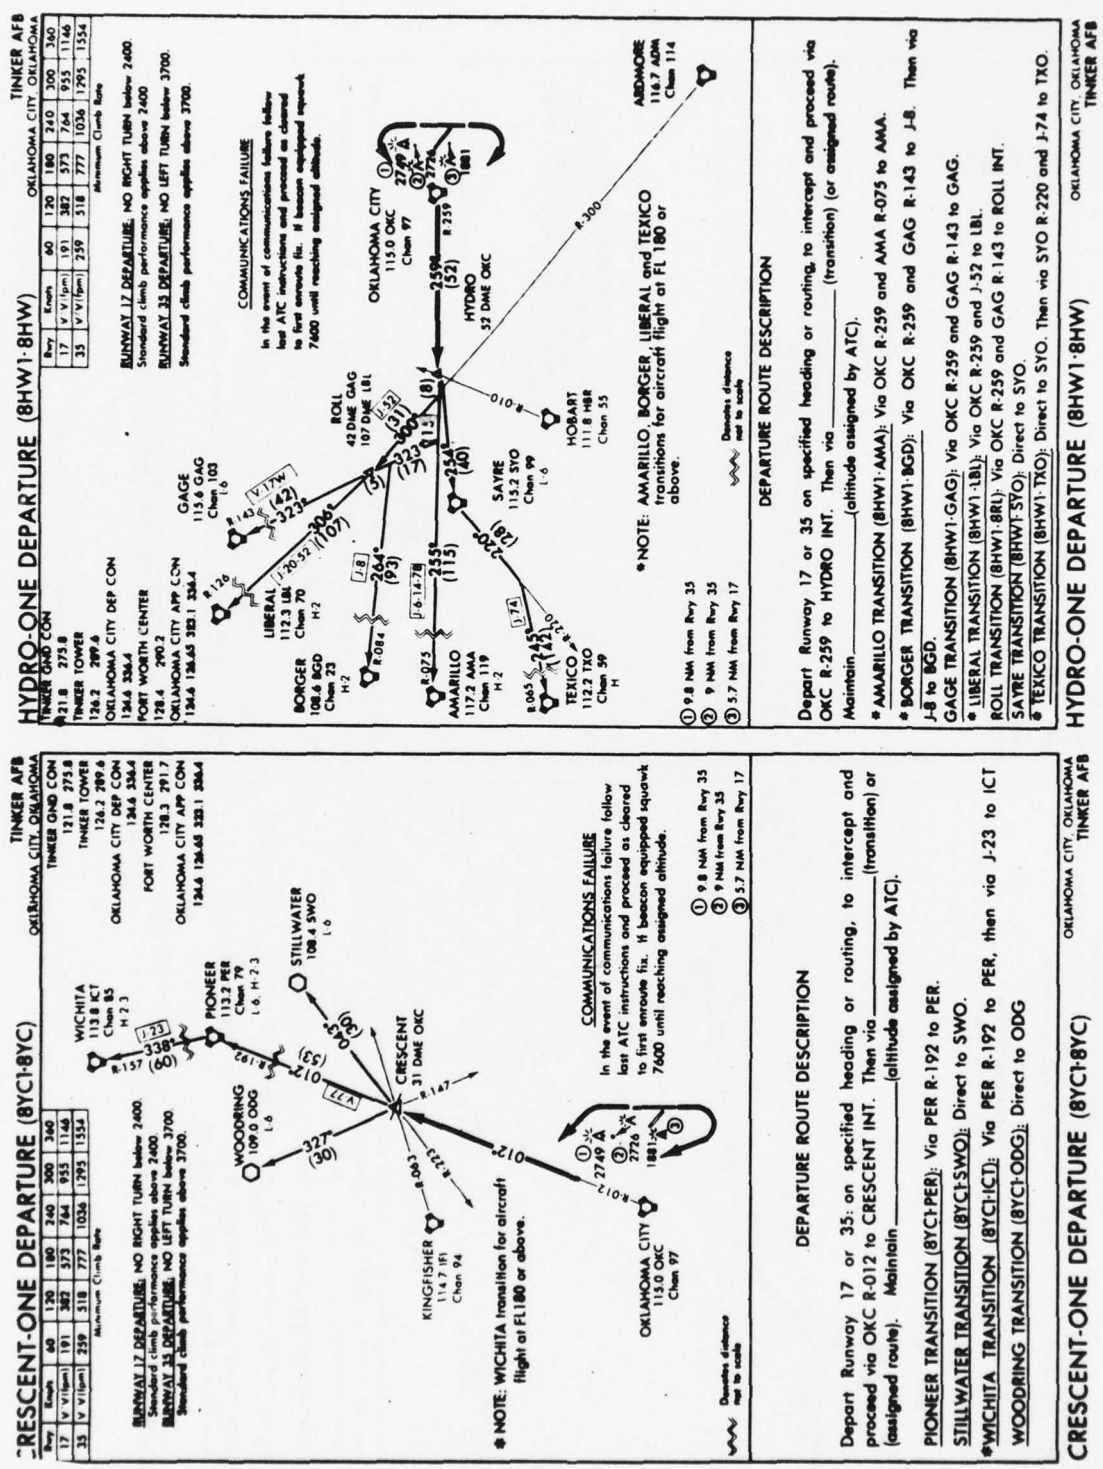 CRESCENT-ONE DEPARTURE (8YC1·8YC)
TINKER AFB
OKLAHOMA CITY, OKLAHOMA
Rwy Knots 60 120 180 240 300 360
17 V V(fpm) 191 382 573 764 955 1146
35 V V(fpm) 259 518 777 1036 1295 1554
Minimum Climb Rate
RUNWAY 17 DEPARTURE: NO RIGHT TURN below 2400.
Standard climb performance applies above 2400.
RUNWAY 35 DEPARTURE: NO LEFT TURN below 3700.
Standard climb performance applies above 3700.
TINKER GND CON
121.8 275.8
TINKER TOWER
126.2 289.6
OKLAHOMA CITY DEP CON
124.6 336.4
FORT WORTH CENTER
128.3 291.7
OKLAHOMA CITY APP CON
124.6 126.65 323.1 336.4
WICHITA
113.8 ICT
Chan 85
H-2-3
J-23
338°
R-157 (60)
PIONEER
113.2 PER
Chan 79
L-6, H-2-3
R-192
(53)
012°
V-77
STILLWATER
108.4 SWO
L-6
043°
(30)
WOODRING
109.0 ODG
L-6
327°
(30)
CRESCENT
31 DME OKC
R-147
R-063
R-223
KINGFISHER
114.7 IFI
Chan 94
012°
R-012
OKLAHOMA CITY
115.0 OKC
Chan 97
① 2749
② 2726
1881 ③
* NOTE: WICHITA transition for aircraft
flight at FL180 or above.
COMMUNICATIONS FAILURE
In the event of communications failure follow
last ATC instructions and proceed as cleared
to first enroute fix. If beacon equipped squawk
7600 until reaching assigned altitude.
① 9.8 NM from Rwy 35
② 9 NM from Rwy 35
③ 5.7 NM from Rwy 17
Denotes distance
not to scale
DEPARTURE ROUTE DESCRIPTION
Depart Runway 17 or 35: on specified heading or routing, to intercept and
proceed via OKC R-012 to CRESCENT INT. Then via ______(transition) or
(assigned route). Maintain ______(altitude assigned by ATC).
PIONEER TRANSITION (8YC1·PER): Via PER R-192 to PER.
STILLWATER TRANSITION (8YC1·SWO): Direct to SWO.
*WICHITA TRANSITION (8YC1·ICT): Via PER R-192 to PER, then via J-23 to ICT
WOODRING TRANSITION (8YC1·ODG): Direct to ODG
CRESCENT-ONE DEPARTURE (8YC1·8YC)
OKLAHOMA CITY, OKLAHOMA
TINKER AFB
HYDRO-ONE DEPARTURE (8HW1·8HW)
TINKER AFB
OKLAHOMA CITY, OKLAHOMA
TINKER GND CON
121.8 275.8
TINKER TOWER
126.2 289.6
OKLAHOMA CITY DEP CON
124.6 336.4
FORT WORTH CENTER
128.4 290.2
OKLAHOMA CITY APP CON
124.6 126.65 323.1 336.4
Rwy Knots 60 120 180 240 300 360
17 V V(fpm) 191 382 573 764 955 1146
35 V V(fpm) 259 518 777 1036 1295 1554
Minimum Climb Rate
RUNWAY 17 DEPARTURE: NO RIGHT TURN below 2400.
Standard climb performance applies above 2400
RUNWAY 35 DEPARTURE: NO LEFT TURN below 3700.
Standard climb performance applies above 3700.
COMMUNICATIONS FAILURE
In the event of communications failure follow
last ATC instructions and proceed as cleared
to first enroute fix. If beacon equipped squawk
7600 until reaching assigned altitude.
GAGE
115.6 GAG
Chan 103
L-6
R-143
V-17W
(42)
323°
R-126
306°
(107)
J-20-52
LIBERAL
112.3 LBL
Chan 70
H-2
ROLL
42 DME GAG
107 DME LBL
J-52
(31)
300°
323°
(17)
(5)
(15)
(8)
BORGER
108.6 BGD
Chan 23
H-2
J-8
264°
(93)
R-084
AMARILLO
117.2 AMA
Chan 119
H-2
R-075
J-6-14-78
255°
(115)
254°
(40)
SAYRE
115.2 SYO
Chan 99
L-6
220°
(28)
J-74
R-220
245°
(142)
R-065
TEXICO
112.2 TXO
Chan 59
H
HYDRO
52 DME OKC
259°
(52)
R-259
OKLAHOMA CITY
115.0 OKC
Chan 97
① 2749
② 2726
③ 1881
R-010
HOBART
111.8 HBR
Chan 55
R-300
ARDMORE
116.7 ADM
Chan 114
*NOTE: AMARILLO, BORGER, LIBERAL and TEXICO
transitions for aircraft flight at FL 180 or
above.
① 9.8 NM from Rwy 35
② 9 NM from Rwy 35
③ 5.7 NM from Rwy 17
Denotes distance
not to scale
DEPARTURE ROUTE DESCRIPTION
Depart Runway 17 or 35 on specified heading or routing, to intercept and proceed via
OKC R-259 to HYDRO INT. Then via ______(transition) (or assigned route).
Maintain______(altitude assigned by ATC).
*AMARILLO TRANSITION (8HW1·AMA): Via OKC R-259 and AMA R-075 to AMA.
*BORGER TRANSITION (8HW1·BGD): Via OKC R-259 and GAG R-143 to J-8. Then via
J-8 to BGD.
GAGE TRANSITION (8HW1·GAG): Via OKC R-259 and GAG R-143 to GAG.
* LIBERAL TRANSITION (8HW1·LBL): Via OKC R-259 and J-52 to LBL.
ROLL TRANSITION (8HW1·8RL): Via OKC R-259 and GAG R-143 to ROLL INT.
SAYRE TRANSITION (8HW1·SYO): Direct to SYO.
* TEXICO TRANSITION (8HW1·TXO): Direct to SYO. Then via SYO R-220 and J-74 to TXO.
HYDRO-ONE DEPARTURE (8HW1·8HW)
OKLAHOMA CITY, OKLAHOMA
TINKER AFB